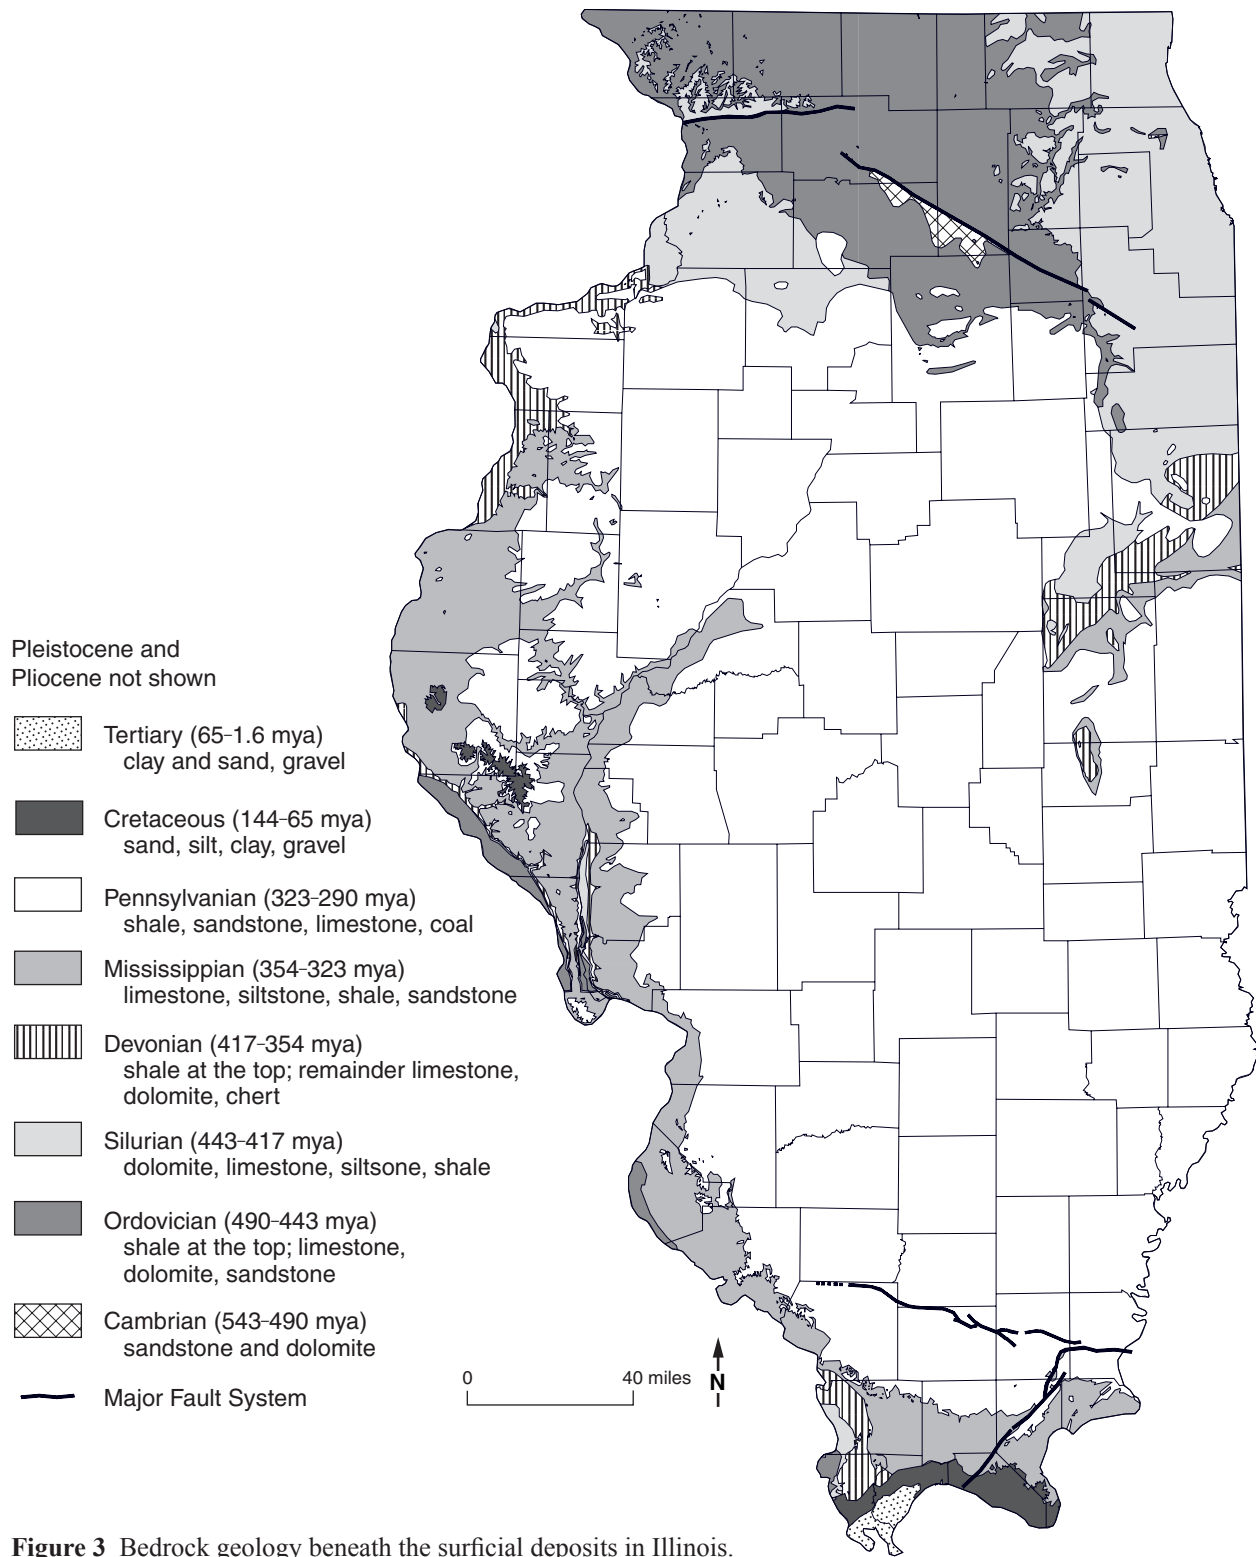 Pleistocene and
Pliocene not shown
Tertiary (65–1.6 mya)
clay and sand, gravel
Cretaceous (144–65 mya)
sand, silt, clay, gravel
Pennsylvanian (323–290 mya)
shale, sandstone, limestone, coal
Mississippian (354–323 mya)
limestone, siltstone, shale, sandstone
Devonian (417–354 mya)
shale at the top; remainder limestone,
dolomite, chert
Silurian (443–417 mya)
dolomite, limestone, siltsone, shale
Ordovician (490–443 mya)
shale at the top; limestone,
dolomite, sandstone
Cambrian (543–490 mya)
sandstone and dolomite
Major Fault System
0 40 miles
N
Figure 3 Bedrock geology beneath the surficial deposits in Illinois.